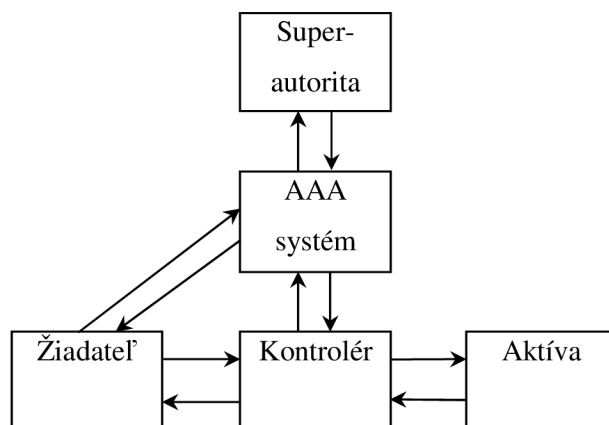 Super-
autorita
AAA
systém
Žiadateľ
Kontrolér
Aktíva